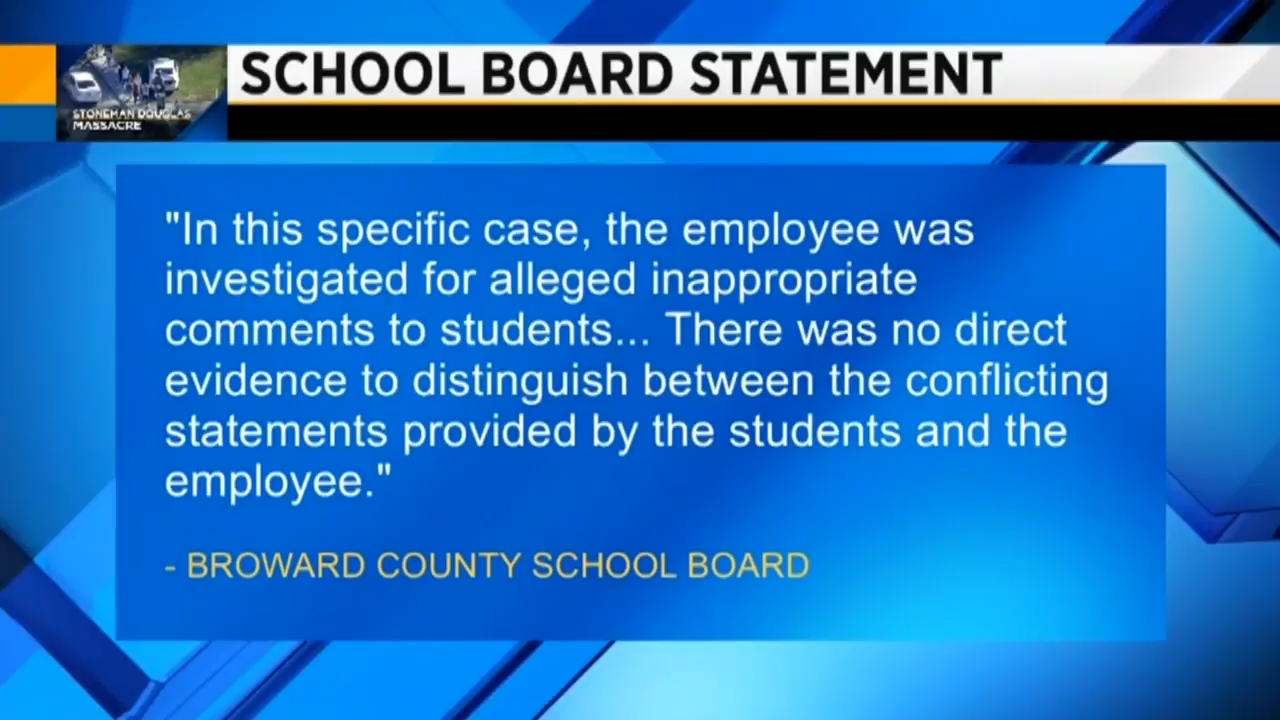 SCHOOL BOARD STATEMENT
STONEMAN DOUGLAS
MASSACRE
"In this specific case, the employee was
investigated for alleged inappropriate
comments to students... There was no direct
evidence to distinguish between the conflicting
statements provided by the students and the
employee."
- BROWARD COUNTY SCHOOL BOARD